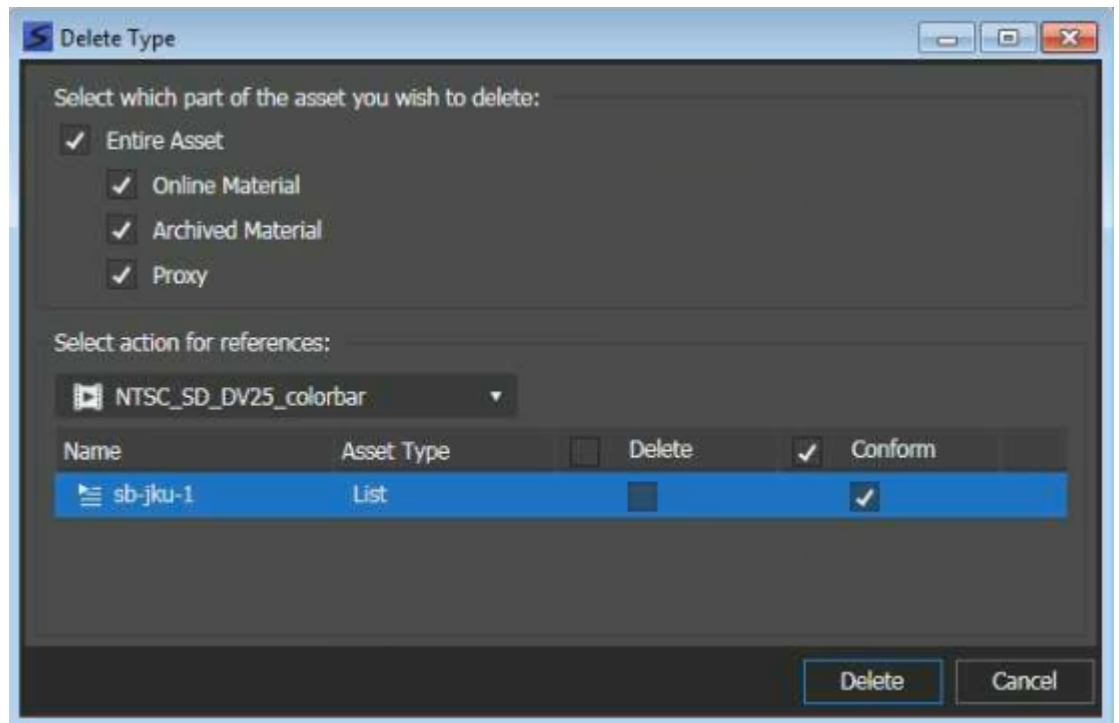 Delete Type
Select which part of the asset you wish to delete:
Entire Asset
Online Material
Archived Material
Proxy
Select action for references:
NTSC_SD_DV25_colorbar
Name Asset Type Delete Conform
sb-jku-1 List
Delete Cancel